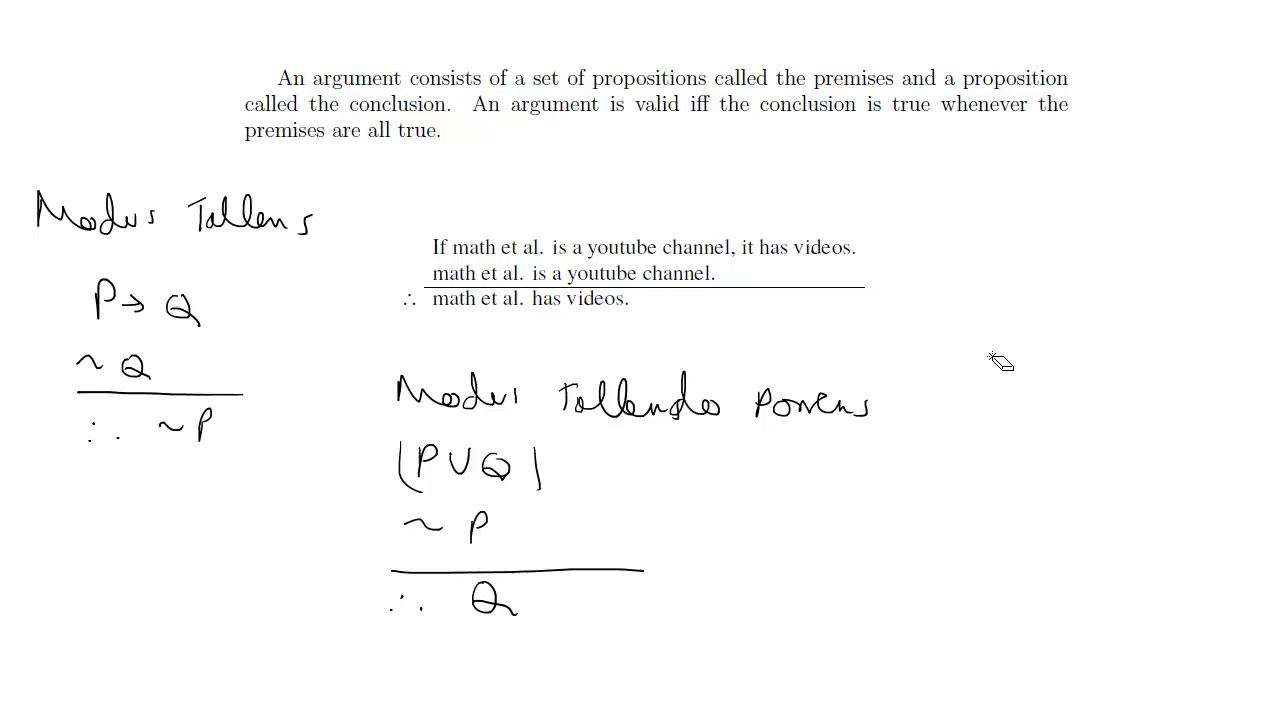 An argument consists of a set of propositions called the premises and a proposition
called the conclusion. An argument is valid iff the conclusion is true whenever the
premises are all true.
Modus Tallens
P → Q
~ Q
∴ ~ P
If math et al. is a youtube channel, it has videos.
math et al. is a youtube channel.
∴ math et al. has videos.
Modus Tollendo Ponens
(P ∨ Q)
~ P
∴ Q